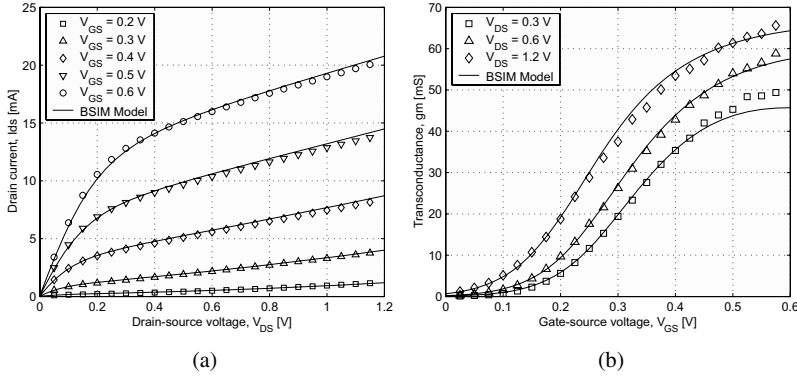 25
20
15
10
5
0
0
0.2
0.4
0.6
0.8
1.0
1.2
Drain current, Ids [mA]
Drain-source voltage, V_DS [V]
V_GS = 0.2 V
V_GS = 0.3 V
V_GS = 0.4 V
V_GS = 0.5 V
V_GS = 0.6 V
BSIM Model
(a)
70
60
50
40
30
20
10
0
0
0.1
0.2
0.3
0.4
0.5
0.6
Transconductance, gm [mS]
Gate-source voltage, V_GS [V]
V_DS = 0.3 V
V_DS = 0.6 V
V_DS = 1.2 V
BSIM Model
(b)